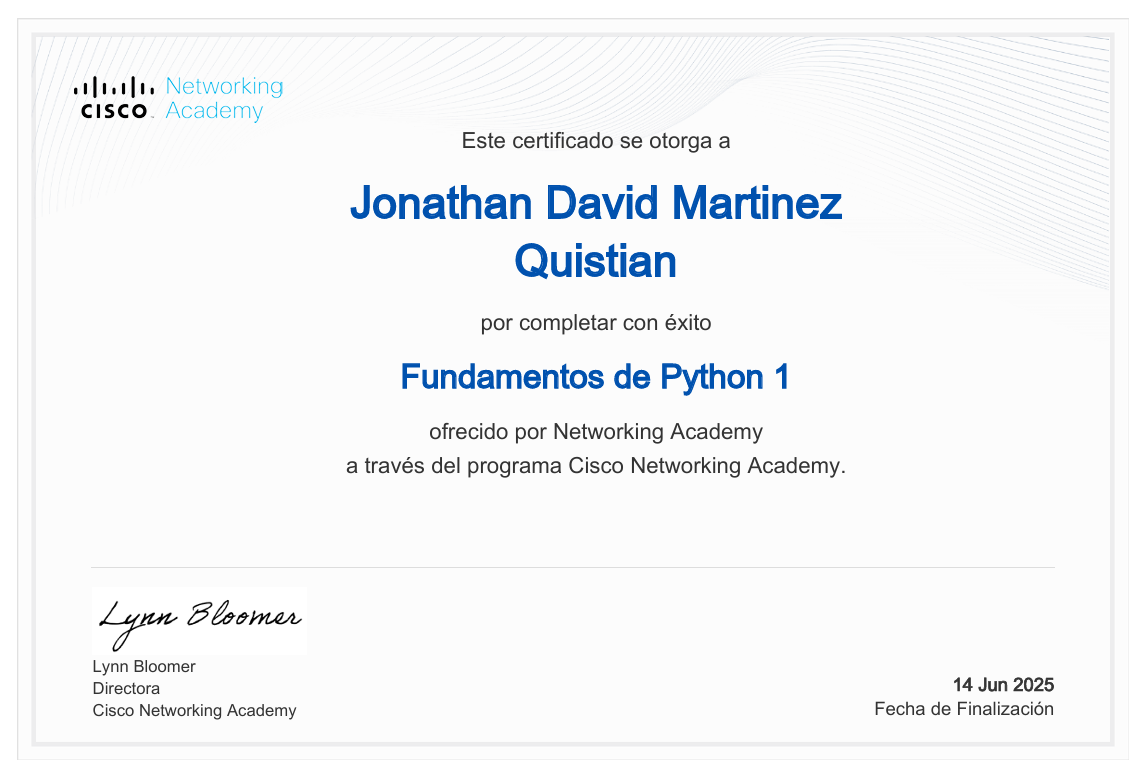 CISCO Networking
Academy
Este certificado se otorga a
Jonathan David Martinez
Quistian
por completar con éxito
Fundamentos de Python 1
ofrecido por Networking Academy
a través del programa Cisco Networking Academy.
Lynn Bloomer
Lynn Bloomer
Directora
Cisco Networking Academy
14 Jun 2025
Fecha de Finalización